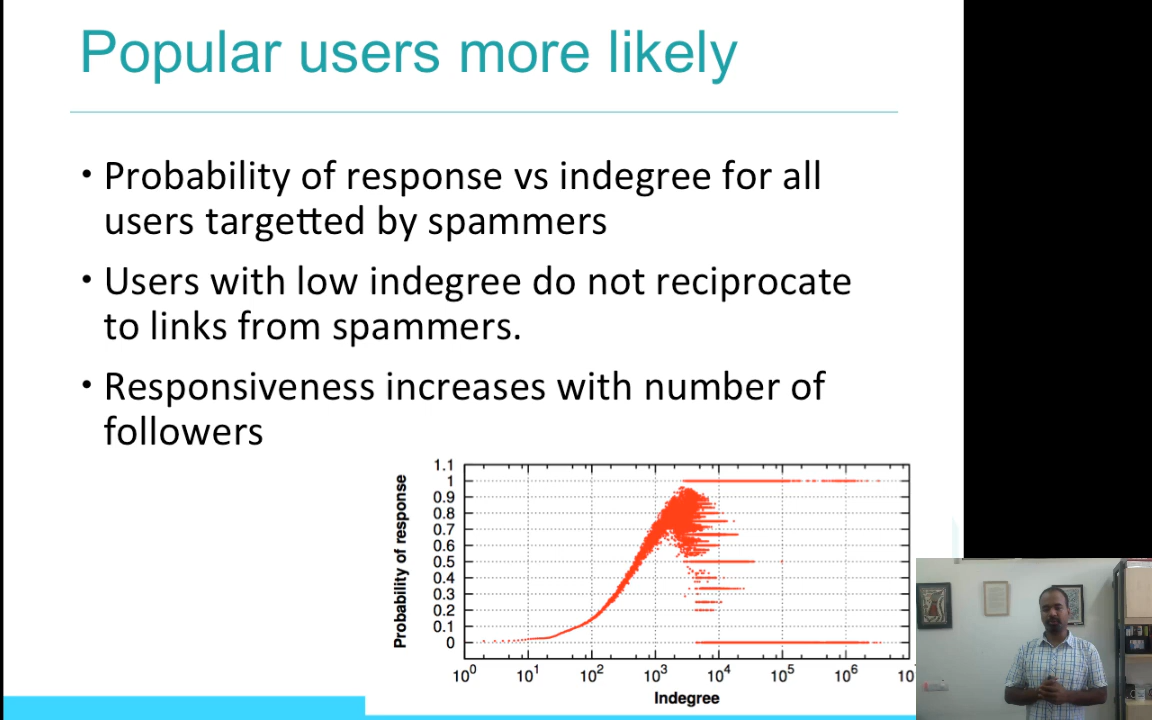 Popular users more likely
• Probability of response vs indegree for all
users targetted by spammers
• Users with low indegree do not reciprocate
to links from spammers.
• Responsiveness increases with number of
followers
Probability of response
1.1
1
0.9
0.8
0.7
0.6
0.5
0.4
0.3
0.2
0.1
0
10^0 10^1 10^2 10^3 10^4 10^5 10^6 10
Indegree